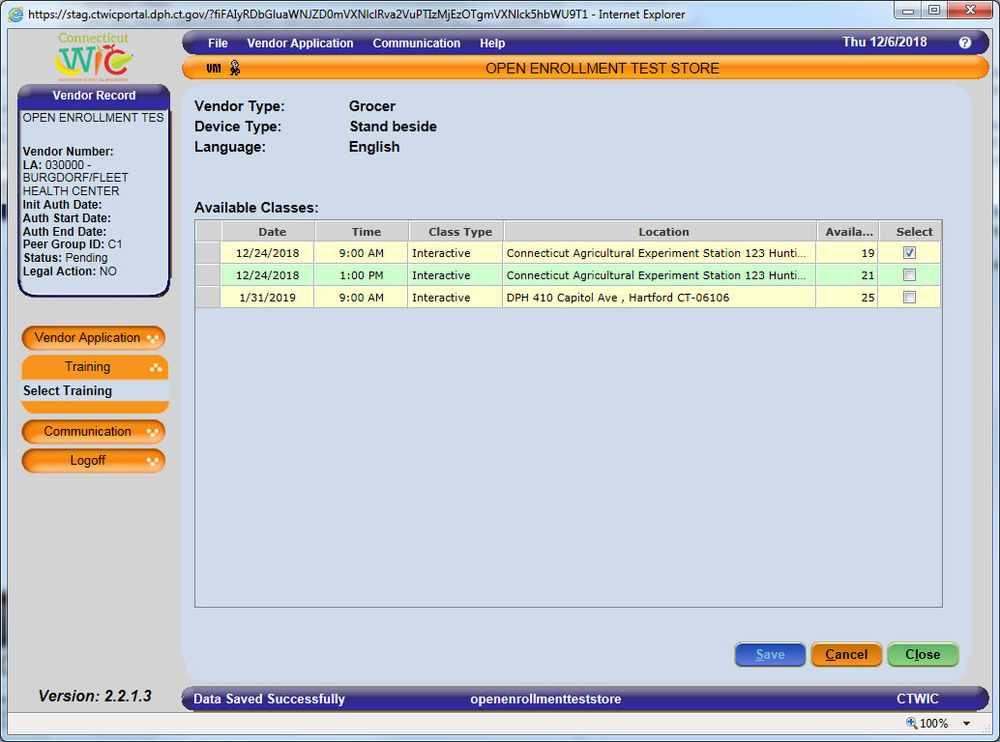 https://stag.ctwicportal.dph.ct.gov/?fiFAIyRDbGluaWNJZD0mVXNlclRva2VuPTIzMjEzOTgmVXNlck5hbWU9T1 - Internet Explorer
Connecticut
WIC
File Vendor Application Communication Help Thu 12/6/2018
OPEN ENROLLMENT TEST STORE
Vendor Record
OPEN ENROLLMENT TES
Vendor Number:
LA: 030000 -
BURGDORF/FLEET
HEALTH CENTER
Init Auth Date:
Auth Start Date:
Auth End Date:
Peer Group ID: C1
Status: Pending
Legal Action: NO
Vendor Application
Training
Select Training
Communication
Logoff
Version: 2.2.1.3
Vendor Type: Grocer
Device Type: Stand beside
Language: English
Available Classes:
Date Time Class Type Location Availa... Select
12/24/2018 9:00 AM Interactive Connecticut Agricultural Experiment Station 123 Hunti... 19
12/24/2018 1:00 PM Interactive Connecticut Agricultural Experiment Station 123 Hunti... 21
1/31/2019 9:00 AM Interactive DPH 410 Capitol Ave , Hartford CT-06106 25
Save Cancel Close
Data Saved Successfully openenrollmentteststore CTWIC
100%